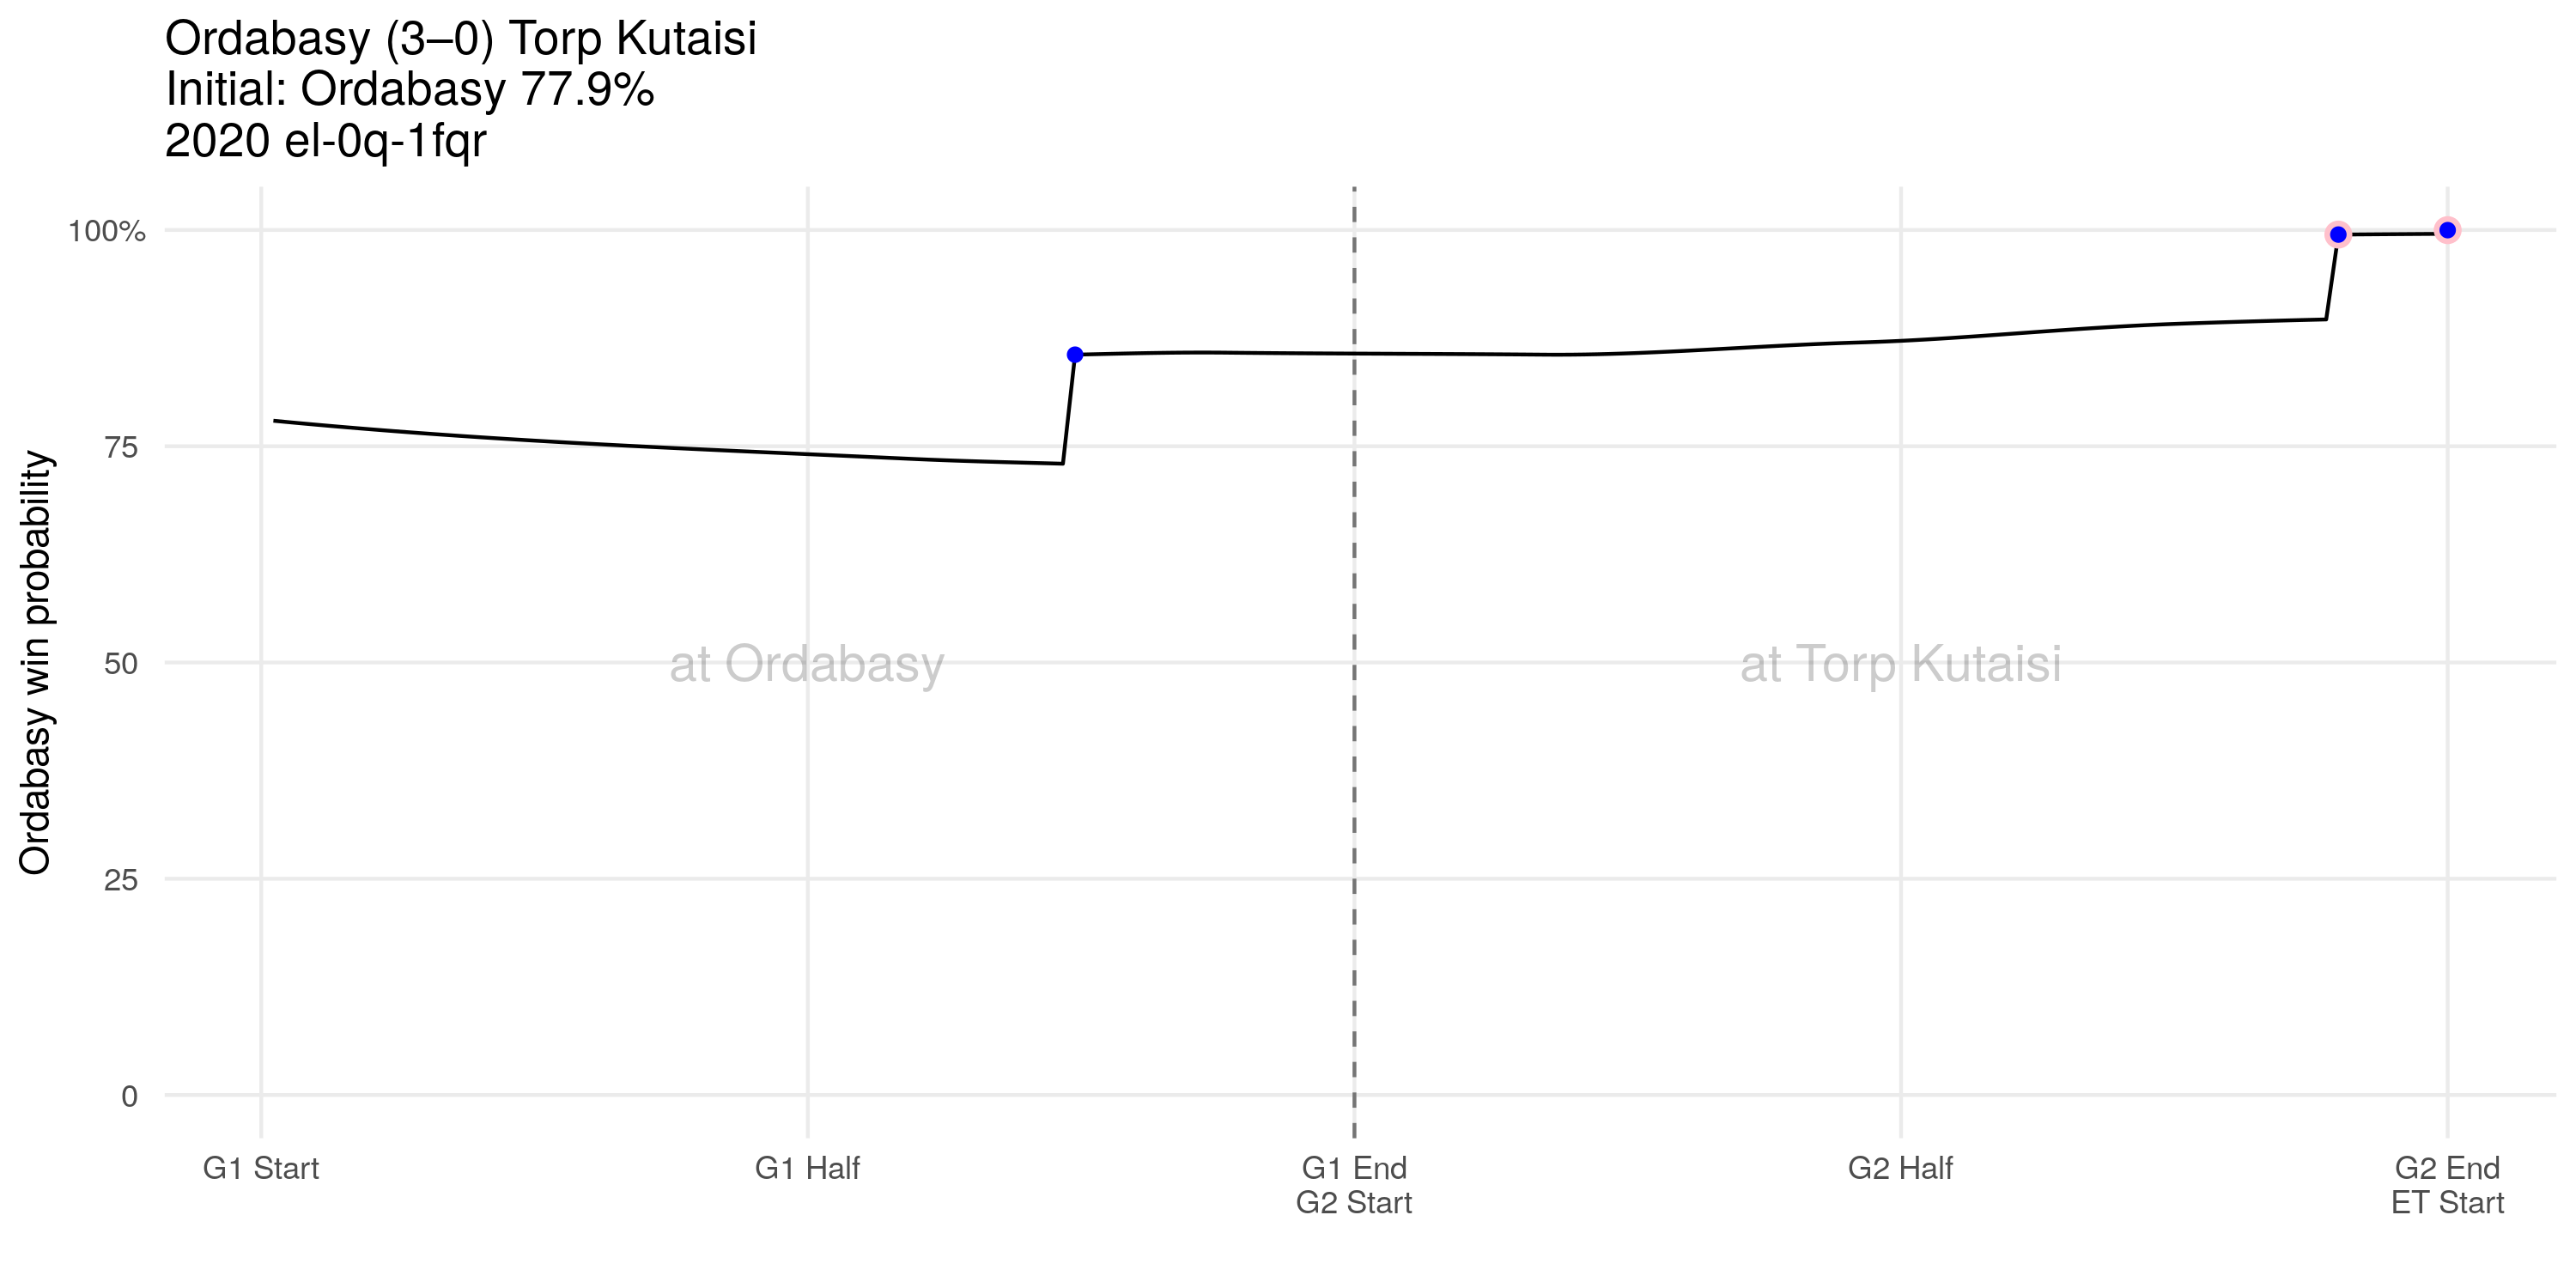 Ordabasy (3–0) Torp Kutaisi
Initial: Ordabasy 77.9%
2020 el-0q-1fqr
Ordabasy win probability
100%
75
50
25
0
at Ordabasy
at Torp Kutaisi
G1 Start
G1 Half
G1 End
G2 Start
G2 Half
G2 End
ET Start